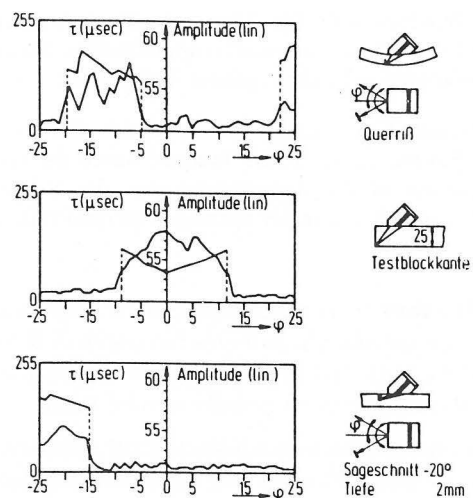 255
τ(μsec)
Amplitude(lin)
60
55
0
-25
-15
-5
0
5
15
φ
25
φ
Querriß
255
τ(μsec)
Amplitude(lin)
60
55
0
-25
-15
-5
0
5
15
φ
25
25
Testblockkante
255
τ(μsec)
Amplitude (lin)
60
55
0
-25
-15
-5
0
5
15
φ
25
φ
Sägeschnitt -20°
Tiefe 2mm